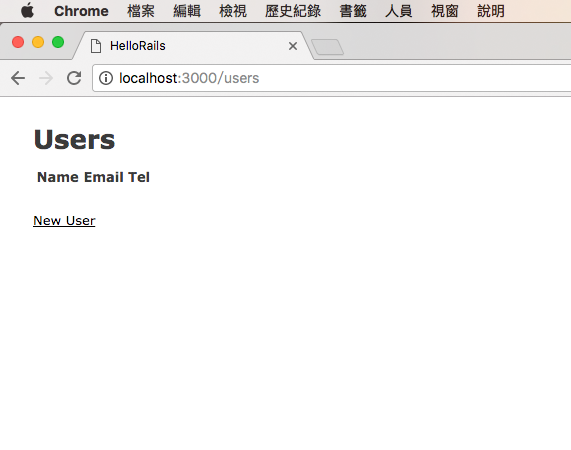 Chrome 檔案 編輯 檢視 歷史紀錄 書籤 人員 視窗 說明
HelloRails
localhost:3000/users
Users
Name Email Tel
New User